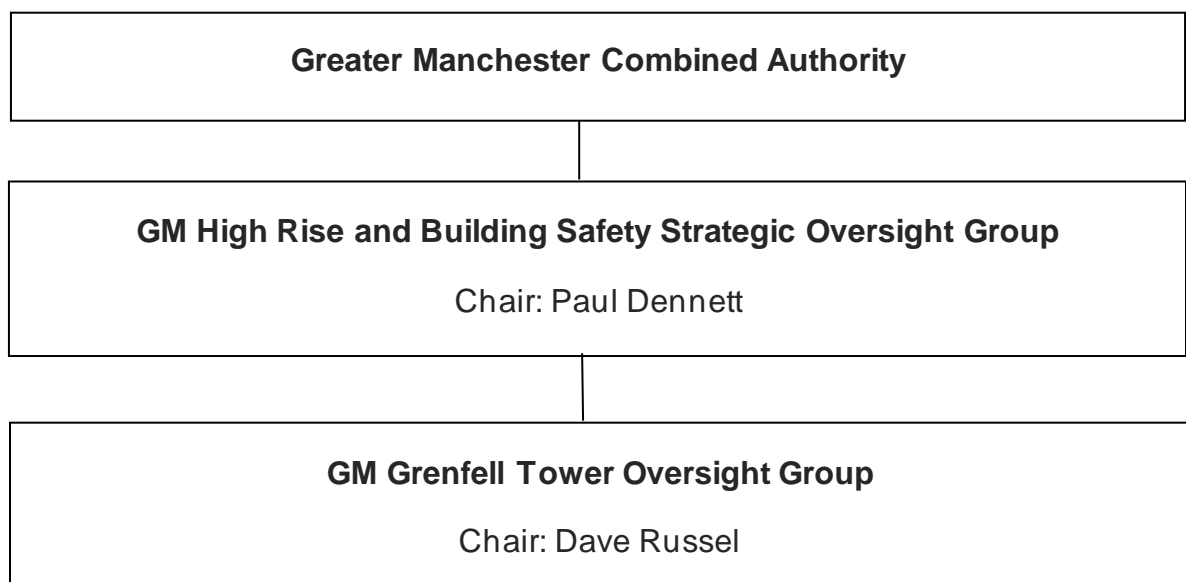 Greater Manchester Combined Authority
GM High Rise and Building Safety Strategic Oversight Group
Chair: Paul Dennett
GM Grenfell Tower Oversight Group
Chair: Dave Russel